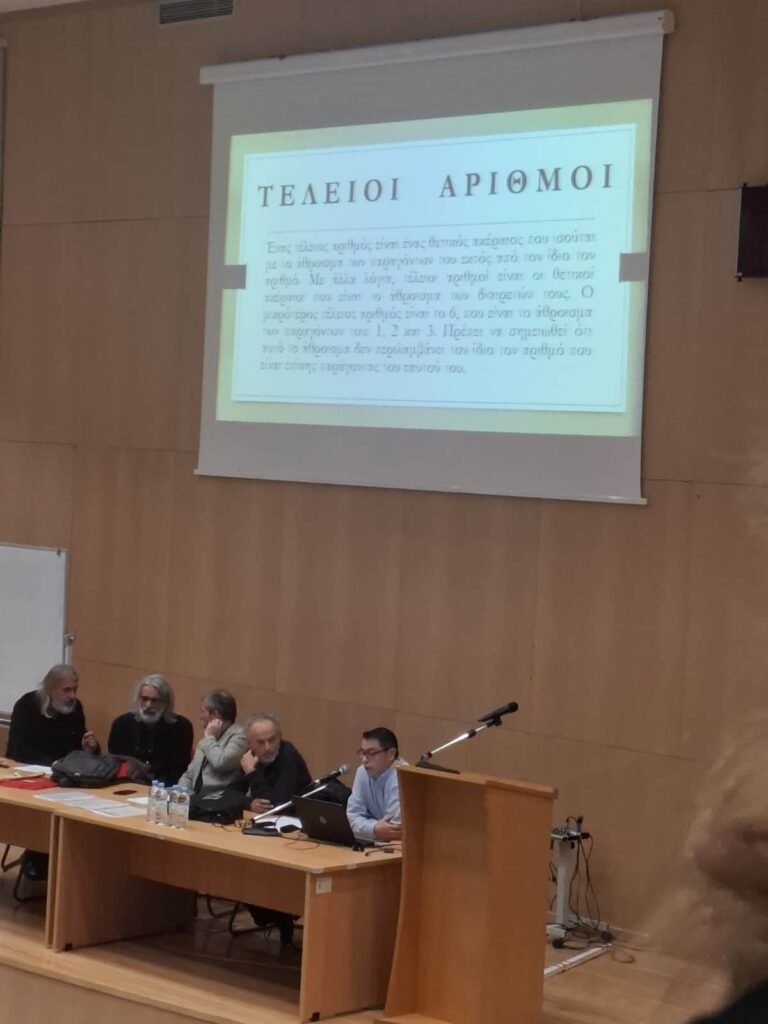 ΤΕΛΕΙΟΙ ΑΡΙΘΜΟΙ
Ένας τέλειος αριθμός είναι ένας θετικός ακέραιος που ισούται
με το άθροισμα των παραγόντων του εκτός από τον ίδιο τον
αριθμό. Με άλλα λόγια, τέλειοι αριθμοί είναι οι θετικοί
ακέραιοι που είναι το άθροισμα των διαιρετών τους. Ο
μικρότερος τέλειος αριθμός είναι το 6, που είναι το άθροισμα
των παραγόντων του: 1, 2 και 3. Πρέπει να σημειωθεί ότι
αυτό το άθροισμα δεν περιλαμβάνει τον ίδιο τον αριθμό που
είναι επίσης παράγοντας του εαυτού του.